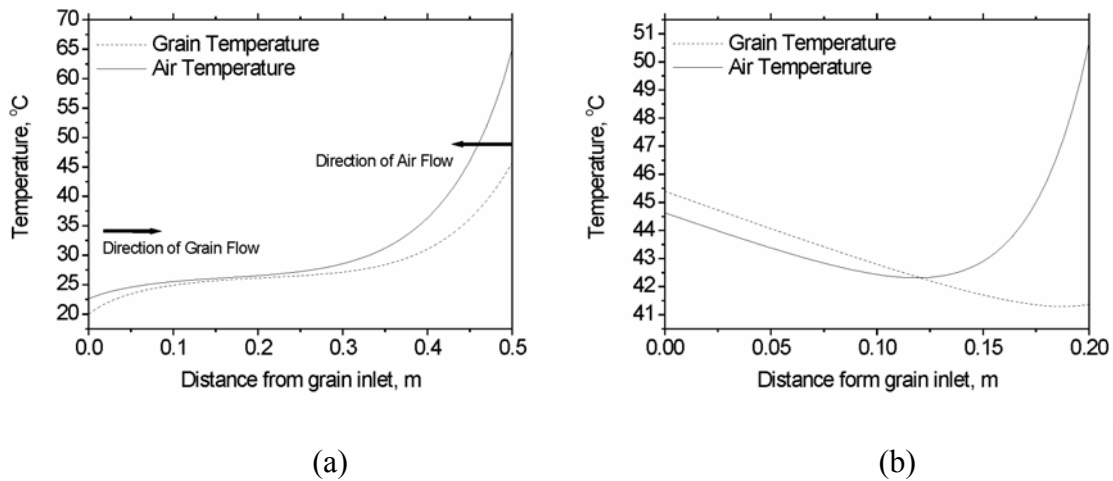 70
65
60
55
50
45
40
35
30
25
20
Temperature, °C
Grain Temperature
Air Temperature
Direction of Air Flow
Direction of Grain Flow
0.0 0.1 0.2 0.3 0.4 0.5
Distance from grain inlet, m
(a)
51
50
49
48
47
46
45
44
43
42
41
Temperature, °C
Grain Temperature
Air Temperature
0.00 0.05 0.10 0.15 0.20
Distance form grain inlet, m
(b)